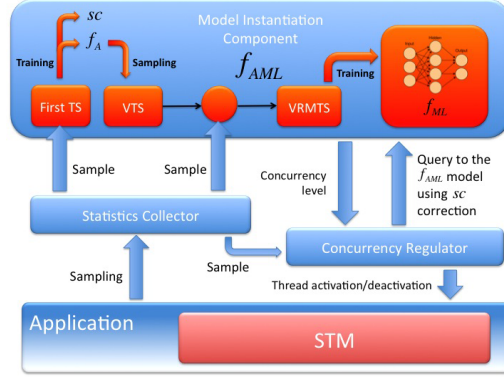 Model Instantiation
Component
sc
f_A
Training
Sampling
f_AML
Training
Input
Hidden
Output
f_ML
First TS
VTS
VRMTS
Sample
Sample
Concurrency
level
Query to the
f_AML model
using sc
correction
Statistics Collector
Concurrency Regulator
Sampling
Sample
Thread activation/deactivation
Application
STM